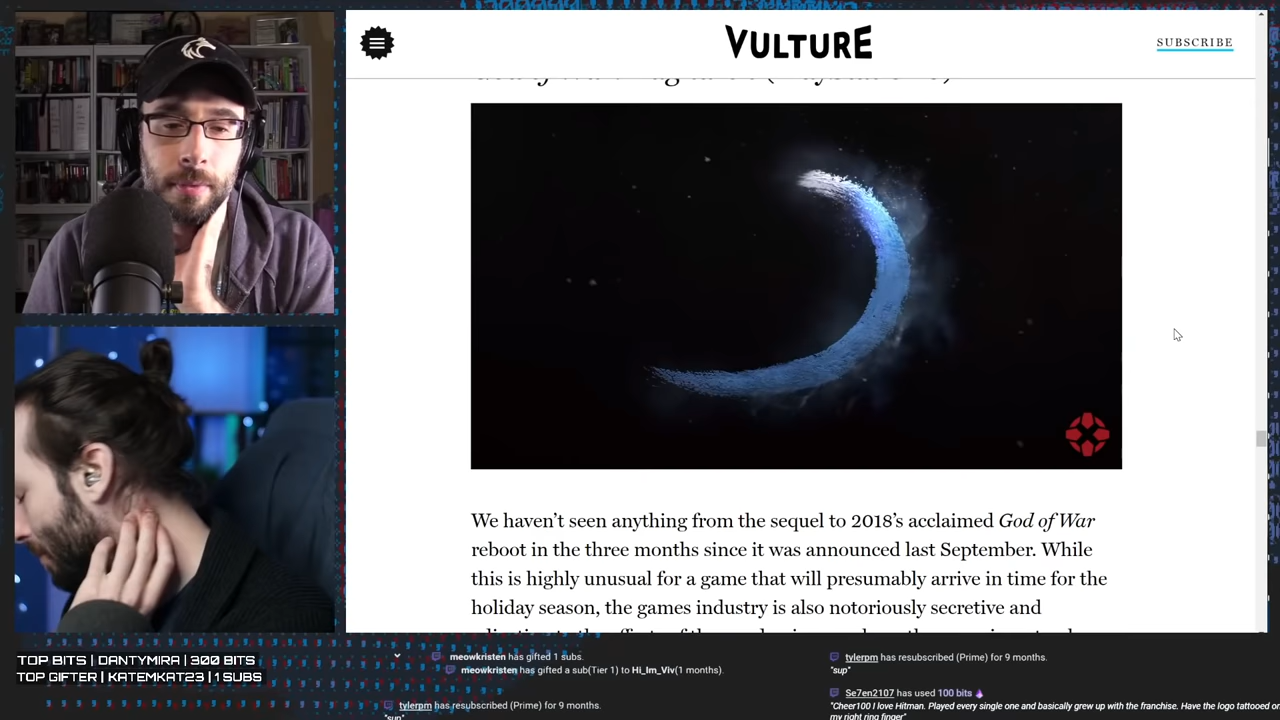 VULTURE
SUBSCRIBE
We haven’t seen anything from the sequel to 2018’s acclaimed God of War
reboot in the three months since it was announced last September. While
this is highly unusual for a game that will presumably arrive in time for the
holiday season, the games industry is also notoriously secretive and
TOP BITS | DANTYMIRA | 300 BITS
TOP GIFTER | KATEMKAT23 | 1 SUBS
meowkristen has gifted 1 subs.
meowkristen has gifted a sub(Tier 1) to Hi_Im_Viv(1 months).
tylerpm has resubscribed (Prime) for 9 months.
"sup"
tylerpm has resubscribed (Prime) for 9 months.
"sup"
Se7en2107 has used 100 bits
"Cheer100 I love Hitman. Played every single one and basically grew up with the franchise. Have the logo tattooed on
my right ring finger"